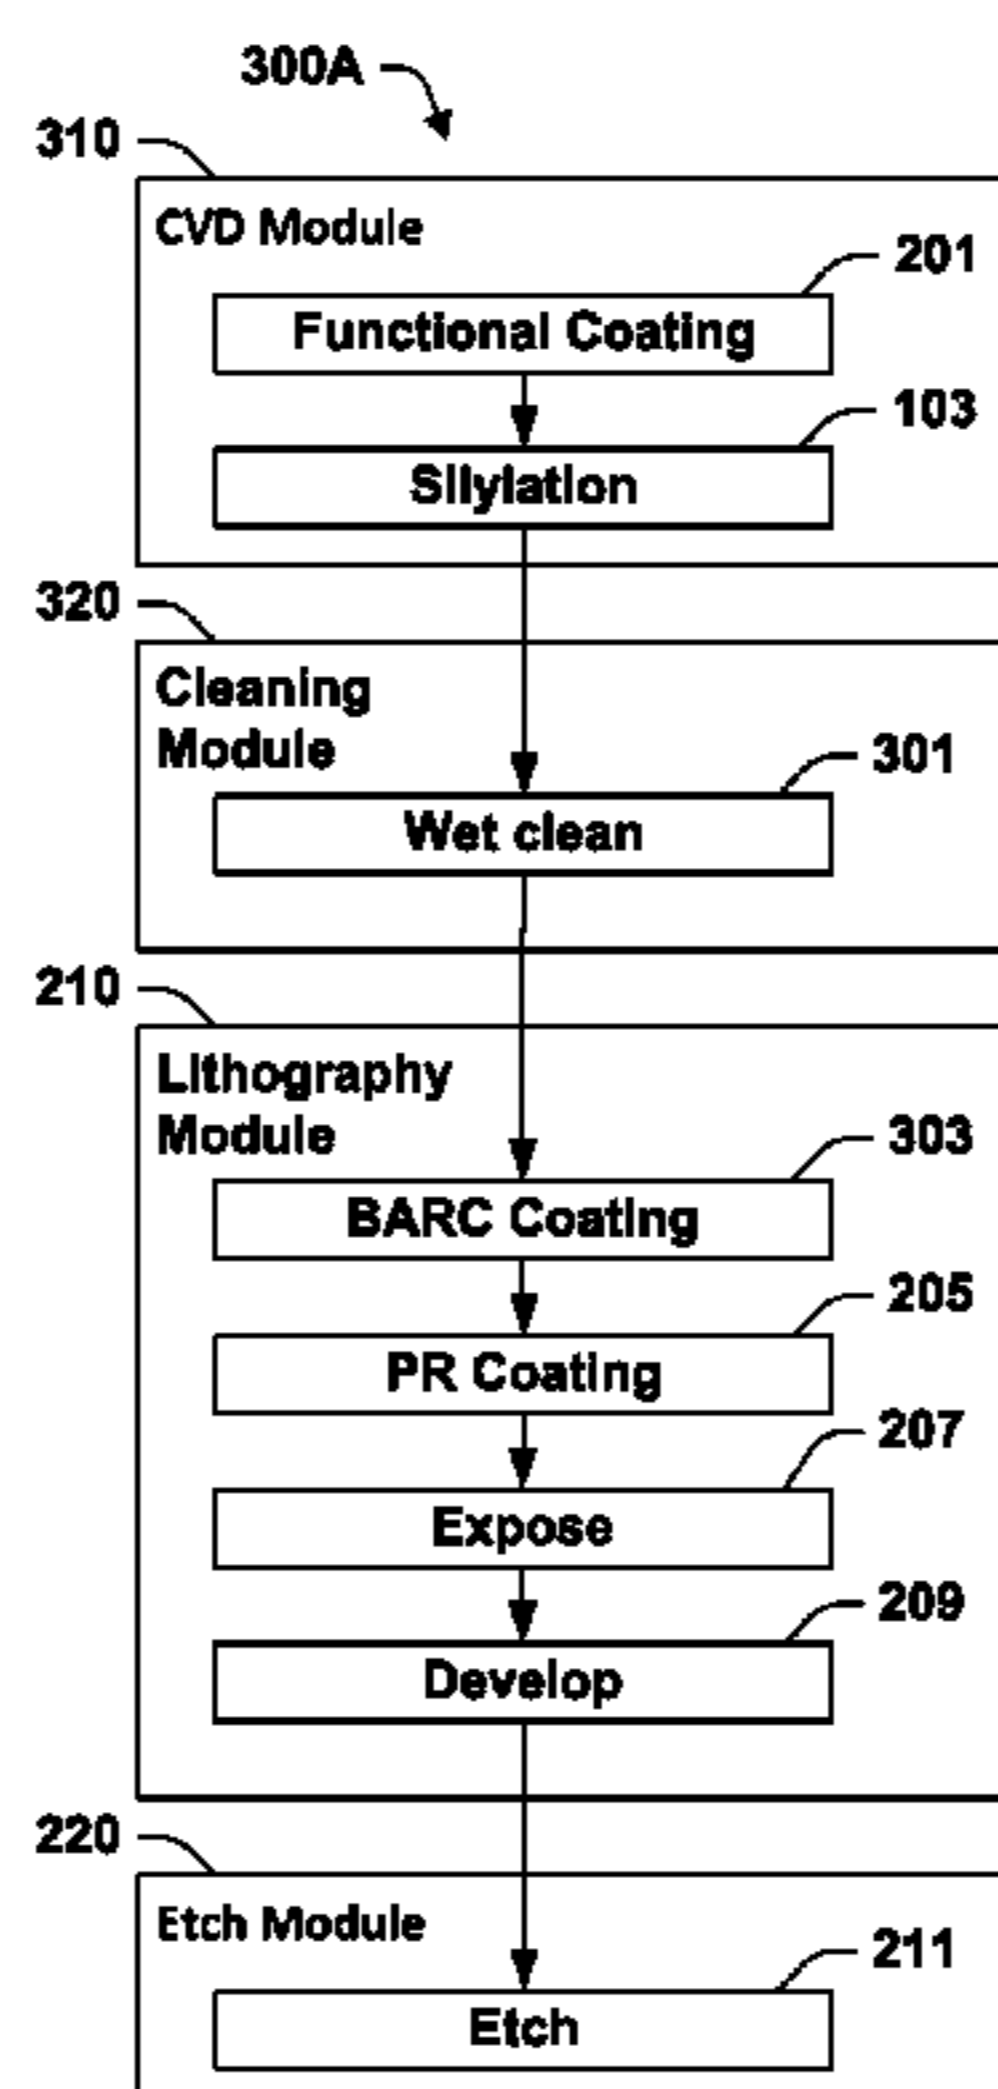 300A
310
CVD Module
201
Functional Coating
103
Silylation
320
Cleaning
Module
301
Wet clean
210
Lithography
Module
303
BARC Coating
205
PR Coating
207
Expose
209
Develop
220
Etch Module
211
Etch